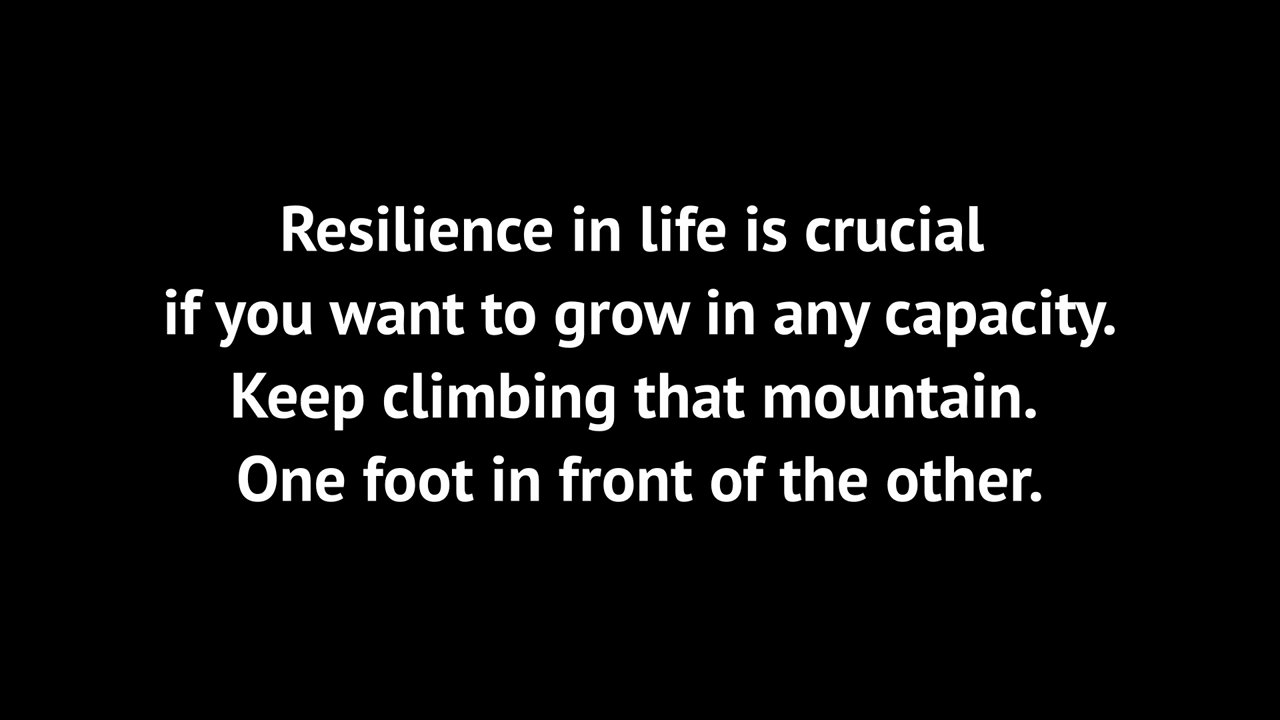 Resilience in life is crucial
if you want to grow in any capacity.
Keep climbing that mountain.
One foot in front of the other.